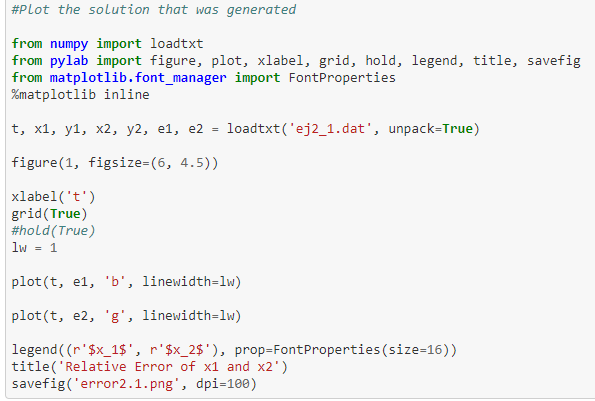 #Plot the solution that was generated
from numpy import loadtxt
from pylab import figure, plot, xlabel, grid, hold, legend, title, savefig
from matplotlib.font_manager import FontProperties
%matplotlib inline
t, x1, y1, x2, y2, e1, e2 = loadtxt('ej2_1.dat', unpack=True)
figure(1, figsize=(6, 4.5))
xlabel('t')
grid(True)
#hold(True)
lw = 1
plot(t, e1, 'b', linewidth=lw)
plot(t, e2, 'g', linewidth=lw)
legend((r'$x_1$', r'$x_2$'), prop=FontProperties(size=16))
title('Relative Error of x1 and x2')
savefig('error2.1.png', dpi=100)